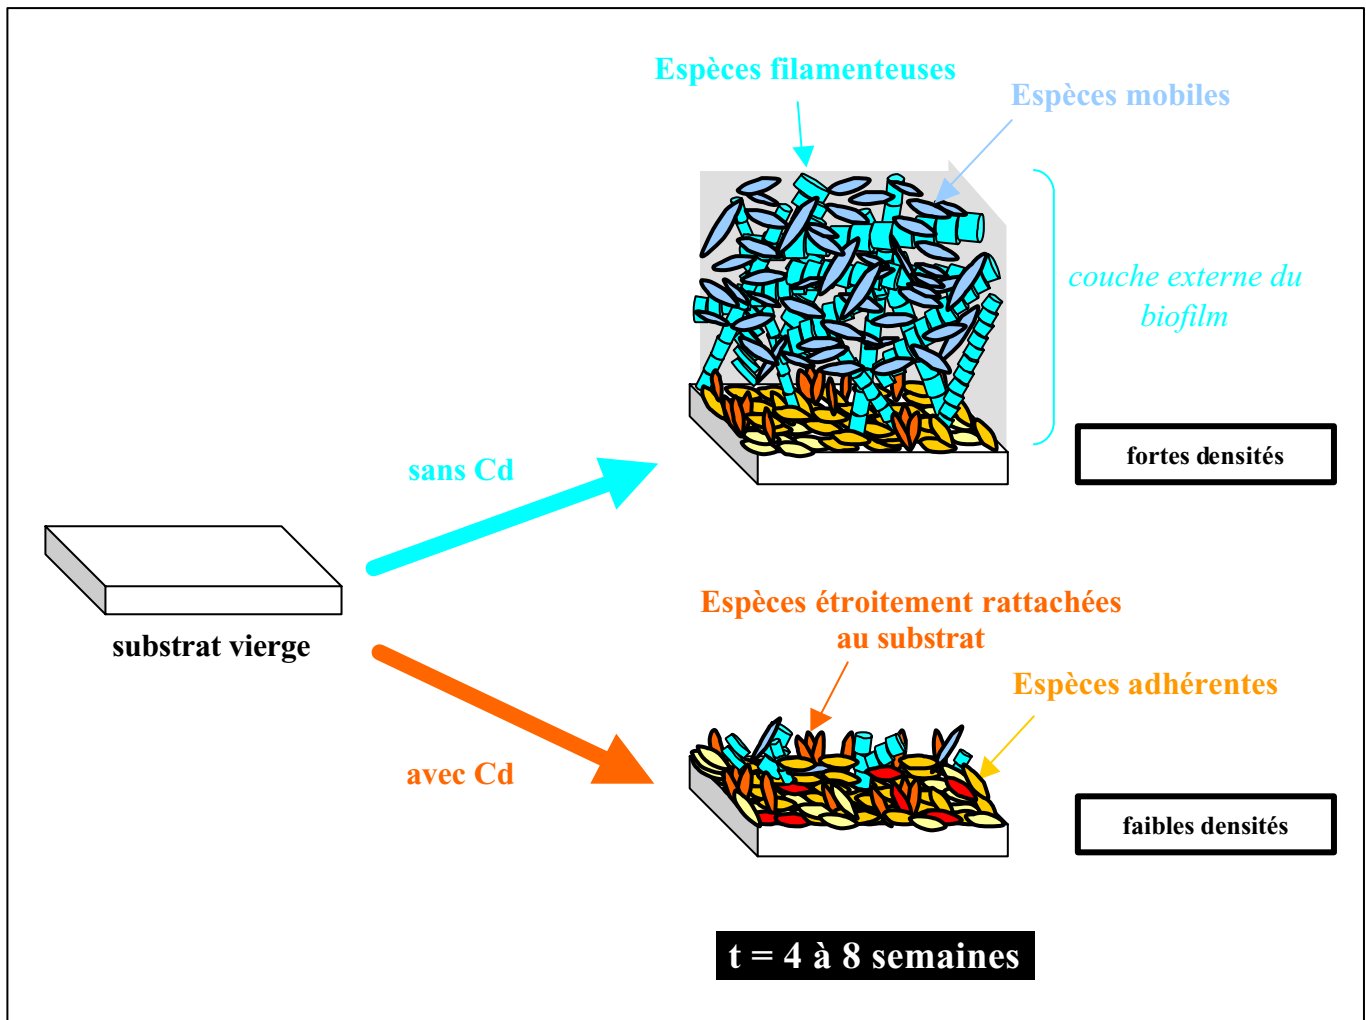 Espèces filamenteuses
Espèces mobiles
couche externe du
biofilm
fortes densités
sans Cd
substrat vierge
Espèces étroitement rattachées
au substrat
Espèces adhérentes
avec Cd
faibles densités
t = 4 à 8 semaines